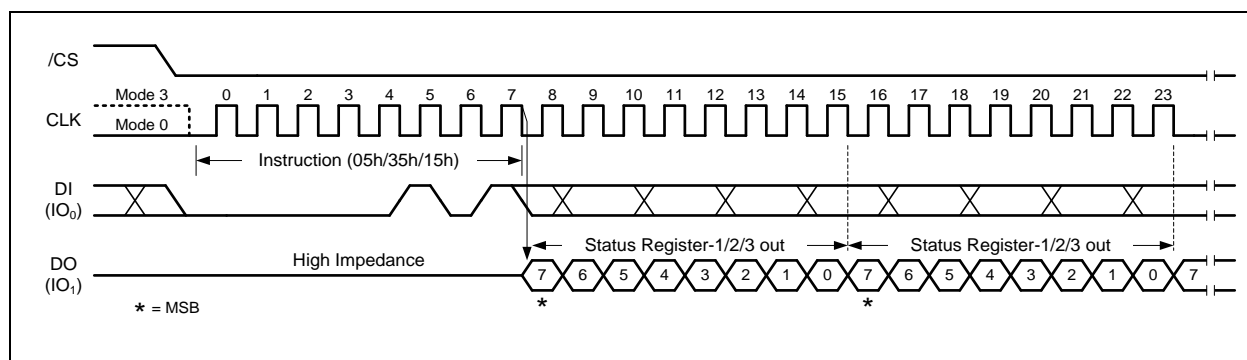 /CS
Mode 3
0 1 2 3 4 5 6 7 8 9 10 11 12 13 14 15 16 17 18 19 20 21 22 23
CLK
Mode 0
Instruction (05h/35h/15h)
DI
(IO₀)
Status Register-1/2/3 out Status Register-1/2/3 out
High Impedance
DO
(IO₁)
7 6 5 4 3 2 1 0 7 6 5 4 3 2 1 0 7
* *
* = MSB